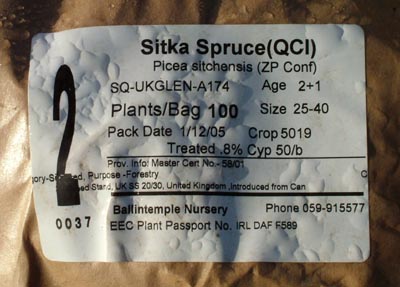 Sitka Spruce(QCI)
Picea sitchensis (ZP Conf)
SQ-UKGLEN-A174 Age 2+1
Plants/Bag 100 Size 25-40
Pack Date 1/12/05 Crop 5019
Treated .8% Cyp 50/b
2
Prov. Info: Master Cert No.- 58/01
Purpose -Forestry
Stand, UK SS 20/30, United Kingdom ,Introduced from Can
0037
Ballintemple Nursery Phone 059-915577
EEC Plant Passport No. IRL DAF F589